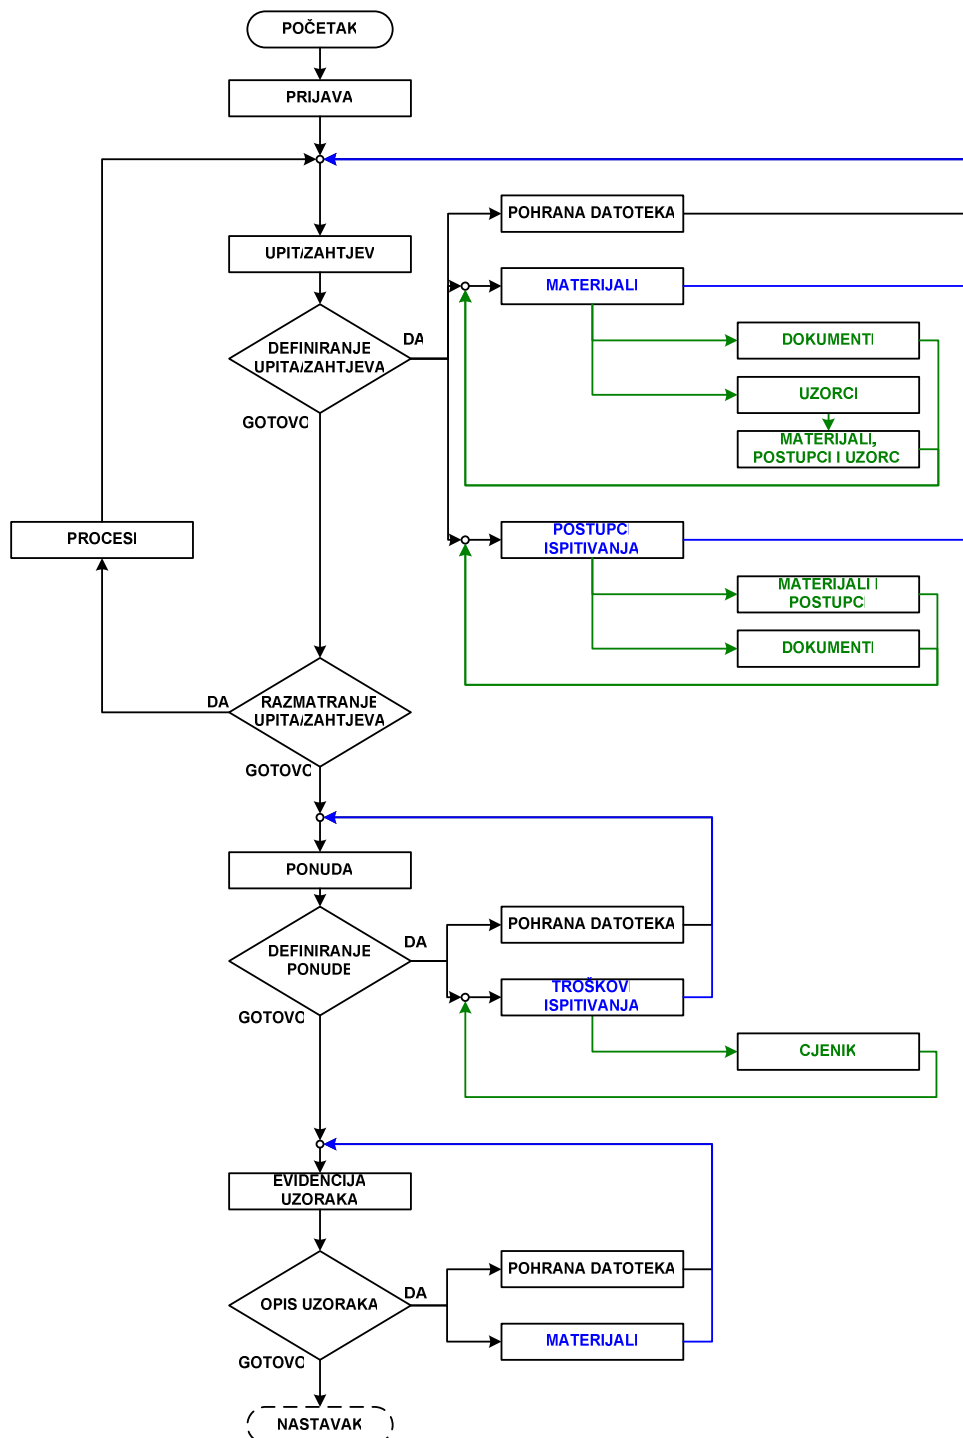 POČETAK
PRIJAVA
POHRANA DATOTEKA
UPIT/ZAHTJEV
MATERIJALI
DA
DEFINIRANJE
UPITA/ZAHTJEVA
DOKUMENTI
UZORCI
GOTOVO
MATERIJALI,
POSTUPCI I UZORC
PROCESI
POSTUPCI
ISPITIVANJA
MATERIJALI I
POSTUPCI
DOKUMENTI
DA
RAZMATRANJE
UPITA/ZAHTJEVA
GOTOVO
PONUDA
POHRANA DATOTEKA
DA
DEFINIRANJE
PONUDE
TROŠKOVI
ISPITIVANJA
GOTOVO
CJENIK
EVIDENCIJA
UZORAKA
POHRANA DATOTEKA
DA
OPIS UZORAKA
MATERIJALI
GOTOVO
NASTAVAK